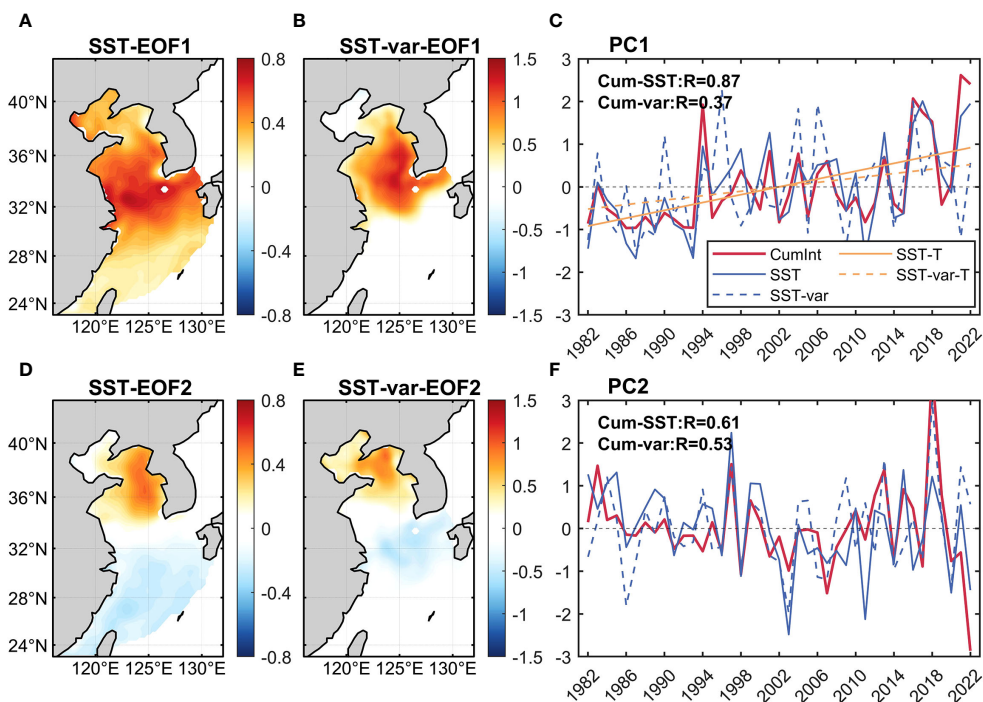 A
SST-EOF1
40°N
36°N
32°N
28°N
24°N
120°E 125°E 130°E
0.8
0.4
0
-0.4
-0.8
B
SST-var-EOF1
120°E 125°E 130°E
1.5
1
0.5
0
-0.5
-1
-1.5
C
PC1
Cum-SST:R=0.87
Cum-var:R=0.37
3
2
1
0
-1
-2
-3
CumInt
SST
SST-var
SST-T
SST-var-T
1982 1986 1990 1994 1998 2002 2006 2010 2014 2018 2022
D
SST-EOF2
40°N
36°N
32°N
28°N
24°N
120°E 125°E 130°E
0.8
0.4
0
-0.4
-0.8
E
SST-var-EOF2
120°E 125°E 130°E
1.5
1
0.5
0
-0.5
-1
-1.5
F
PC2
Cum-SST:R=0.61
Cum-var:R=0.53
3
2
1
0
-1
-2
-3
1982 1986 1990 1994 1998 2002 2006 2010 2014 2018 2022